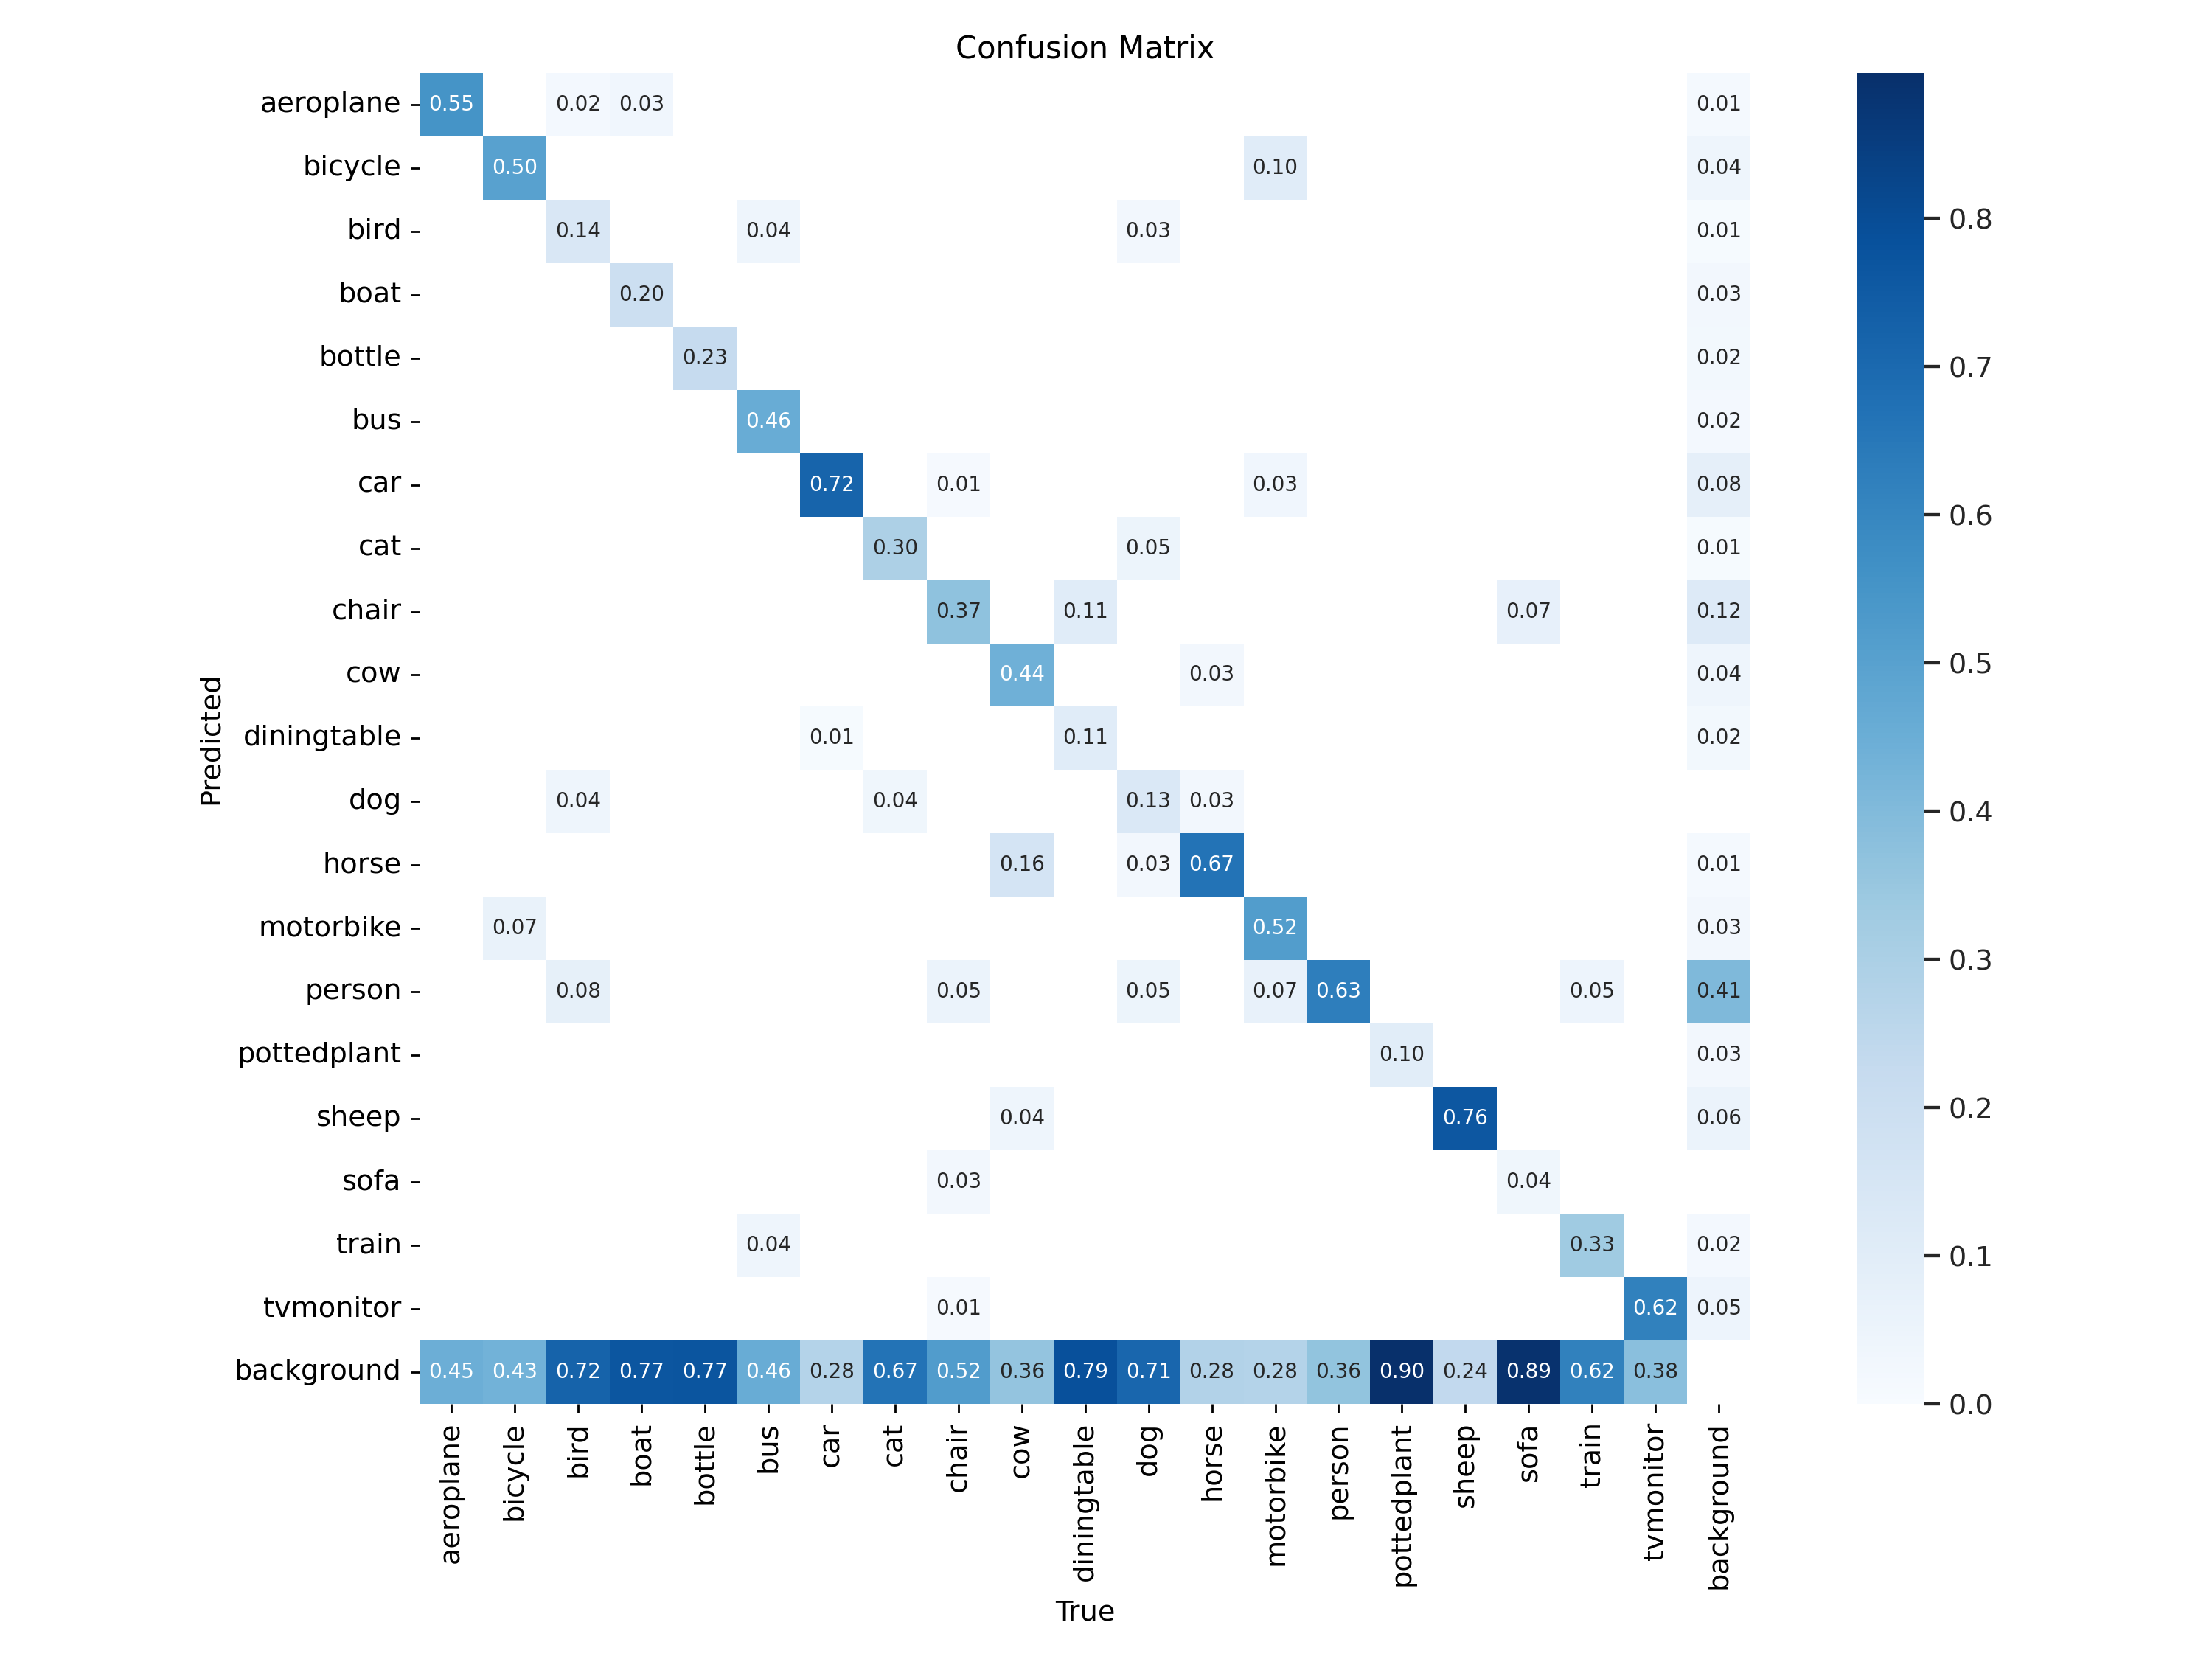 Confusion Matrix
aeroplane 0.55 0.02 0.03 0.01
bicycle 0.50 0.10 0.04
bird 0.14 0.04 0.03 0.01
boat 0.20 0.03
bottle 0.23 0.02
bus 0.46 0.02
car 0.72 0.01 0.03 0.08
cat 0.30 0.05 0.01
chair 0.37 0.11 0.07 0.12
cow 0.44 0.03 0.04
diningtable 0.01 0.11 0.02
dog 0.04 0.04 0.13 0.03
horse 0.16 0.03 0.67 0.01
motorbike 0.07 0.52 0.03
person 0.08 0.05 0.05 0.07 0.63 0.05 0.41
pottedplant 0.10 0.03
sheep 0.04 0.76 0.06
sofa 0.03 0.04
train 0.04 0.33 0.02
tvmonitor 0.01 0.62 0.05
background 0.45 0.43 0.72 0.77 0.77 0.46 0.28 0.67 0.52 0.36 0.79 0.71 0.28 0.28 0.36 0.90 0.24 0.89 0.62 0.38
Predicted
aeroplane bicycle bird boat bottle bus car cat chair cow diningtable dog horse motorbike person pottedplant sheep sofa train tvmonitor background
True
0.8
0.7
0.6
0.5
0.4
0.3
0.2
0.1
0.0